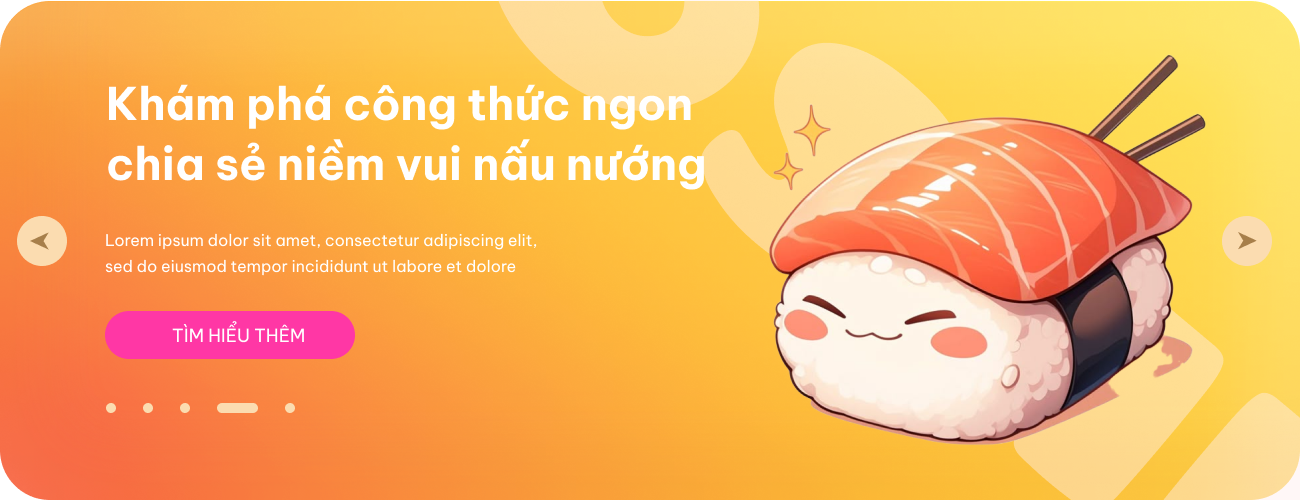 Khám phá công thức ngon
chia sẻ niềm vui nấu nướng
Lorem ipsum dolor sit amet, consectetur adipiscing elit,
sed do eiusmod tempor incididunt ut labore et dolore
TÌM HIỂU THÊM